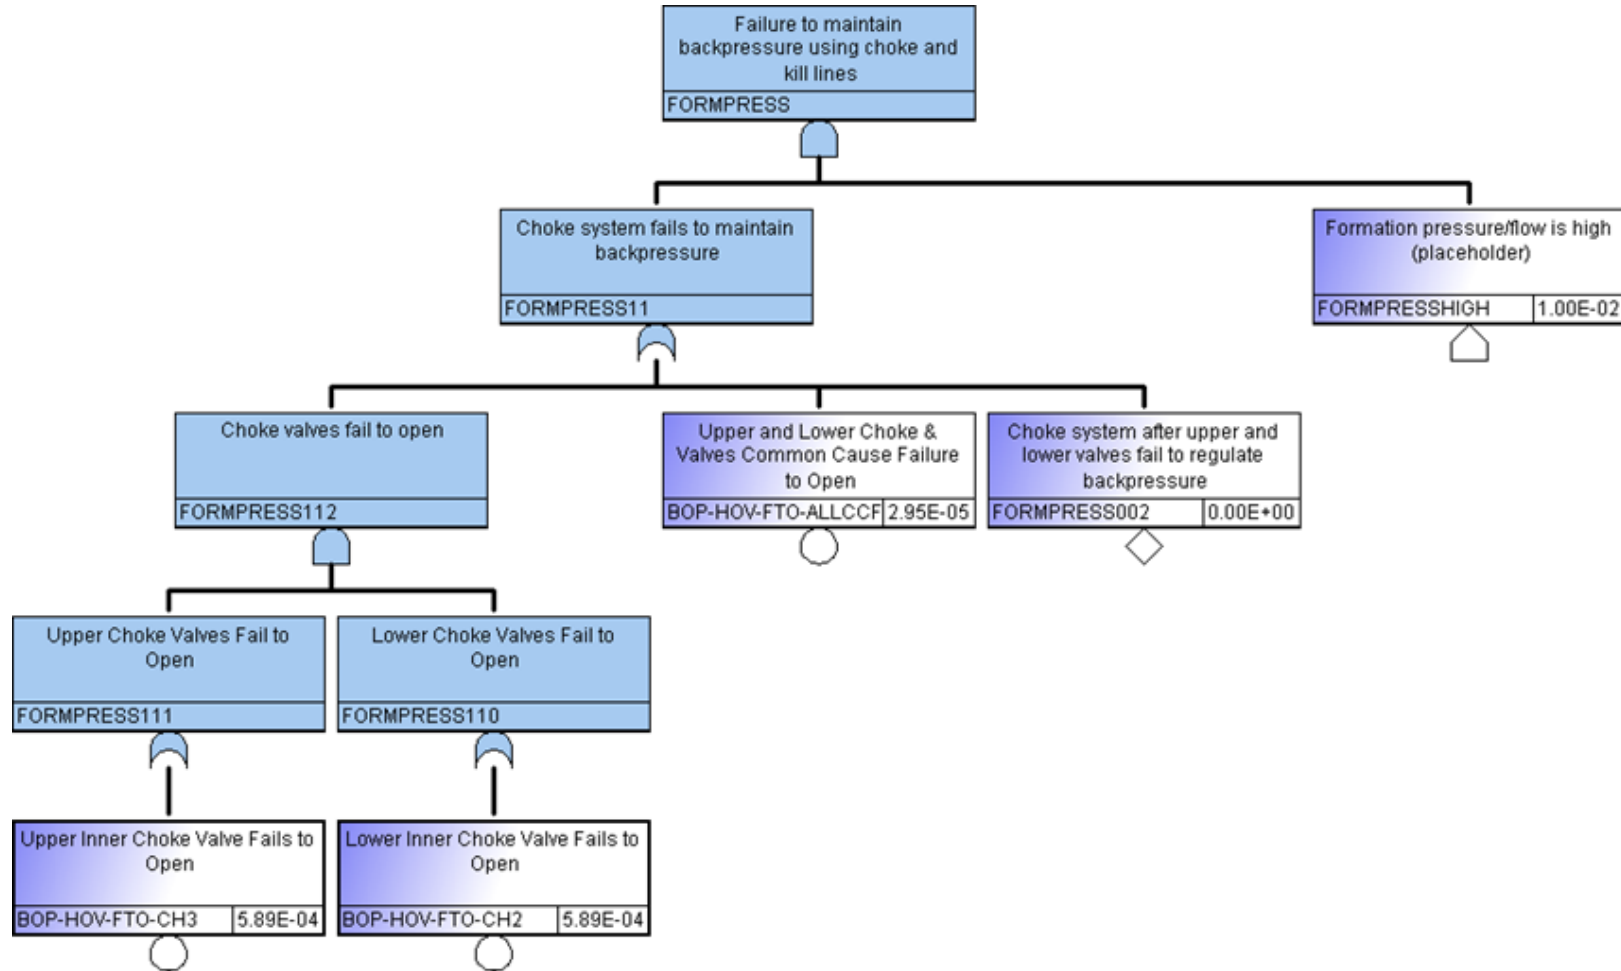 Failure to maintain
backpressure using choke and
kill lines
FORMPRESS
Choke system fails to maintain
backpressure
FORMPRESS11
Formation pressure/flow is high
(placeholder)
FORMPRESSHIGH 1.00E-02
Choke valves fail to open
FORMPRESS112
Upper and Lower Choke &
Valves Common Cause Failure
to Open
BOP-HOV-FTO-ALLCCF 2.95E-05
Choke system after upper and
lower valves fail to regulate
backpressure
FORMPRESS002 0.00E+00
Upper Choke Valves Fail to
Open
FORMPRESS111
Lower Choke Valves Fail to
Open
FORMPRESS110
Upper Inner Choke Valve Fails to
Open
BOP-HOV-FTO-CH3 5.89E-04
Lower Inner Choke Valve Fails to
Open
BOP-HOV-FTO-CH2 5.89E-04